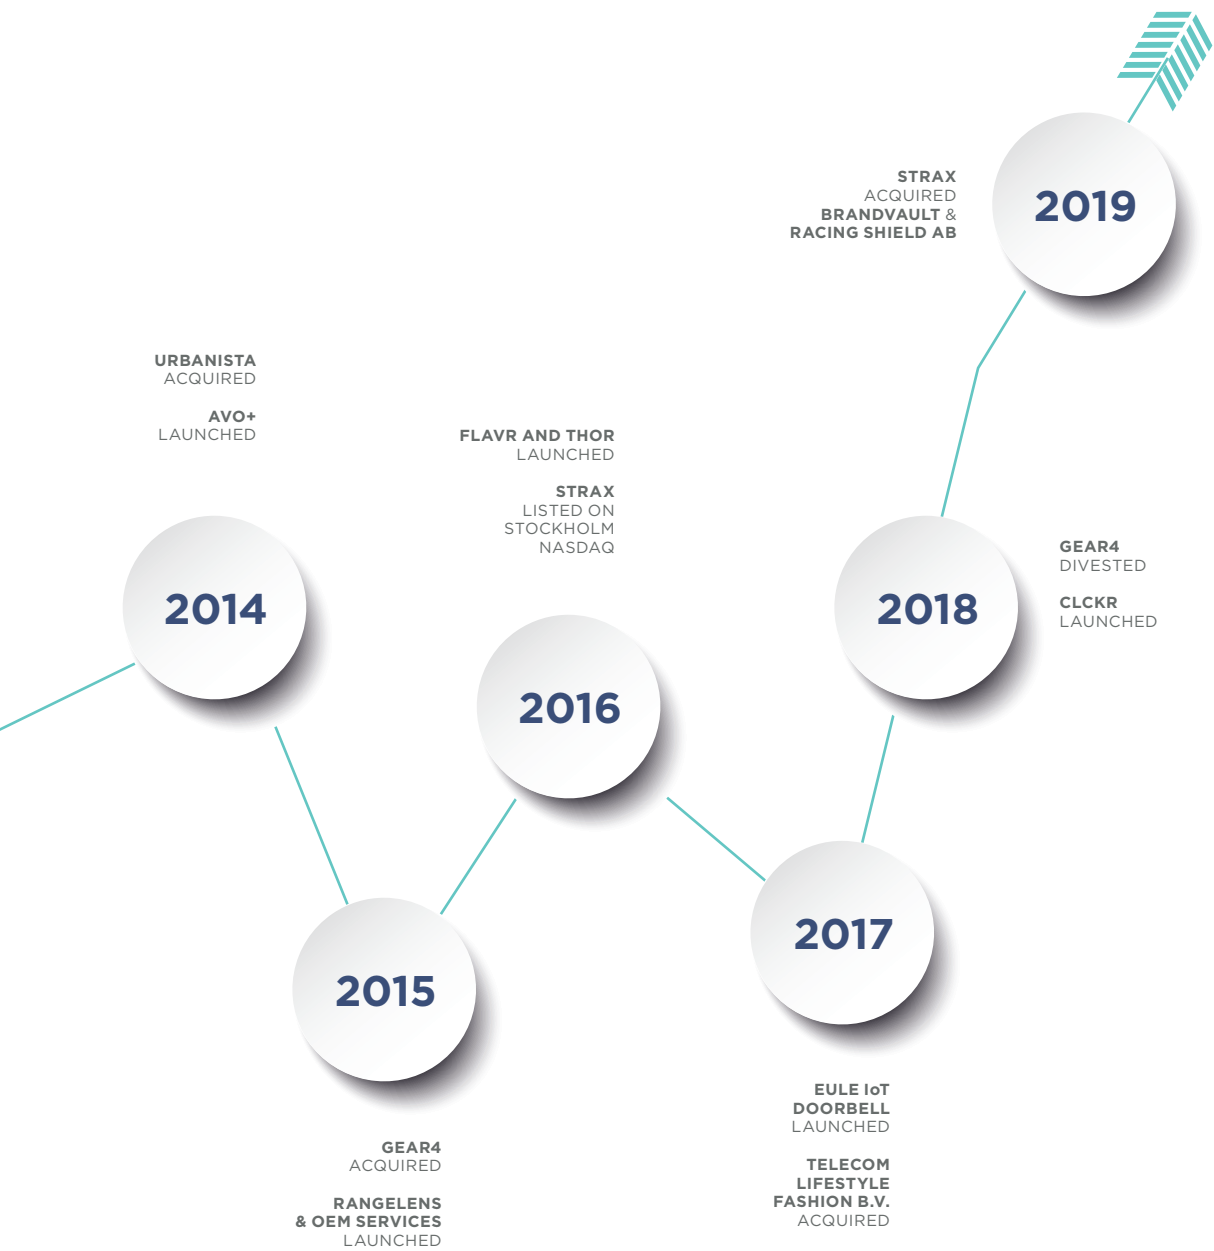 URBANISTA
ACQUIRED
AVO+
LAUNCHED
2014
2015
GEAR4
ACQUIRED
RANGELENS
& OEM SERVICES
LAUNCHED
FLAVR AND THOR
LAUNCHED
STRAX
LISTED ON
STOCKHOLM
NASDAQ
2016
2017
EULE IoT
DOORBELL
LAUNCHED
TELECOM
LIFESTYLE
FASHION B.V.
ACQUIRED
2018
GEAR4
DIVESTED
CLCKR
LAUNCHED
STRAX
ACQUIRED
BRANDVAULT &
RACING SHIELD AB
2019